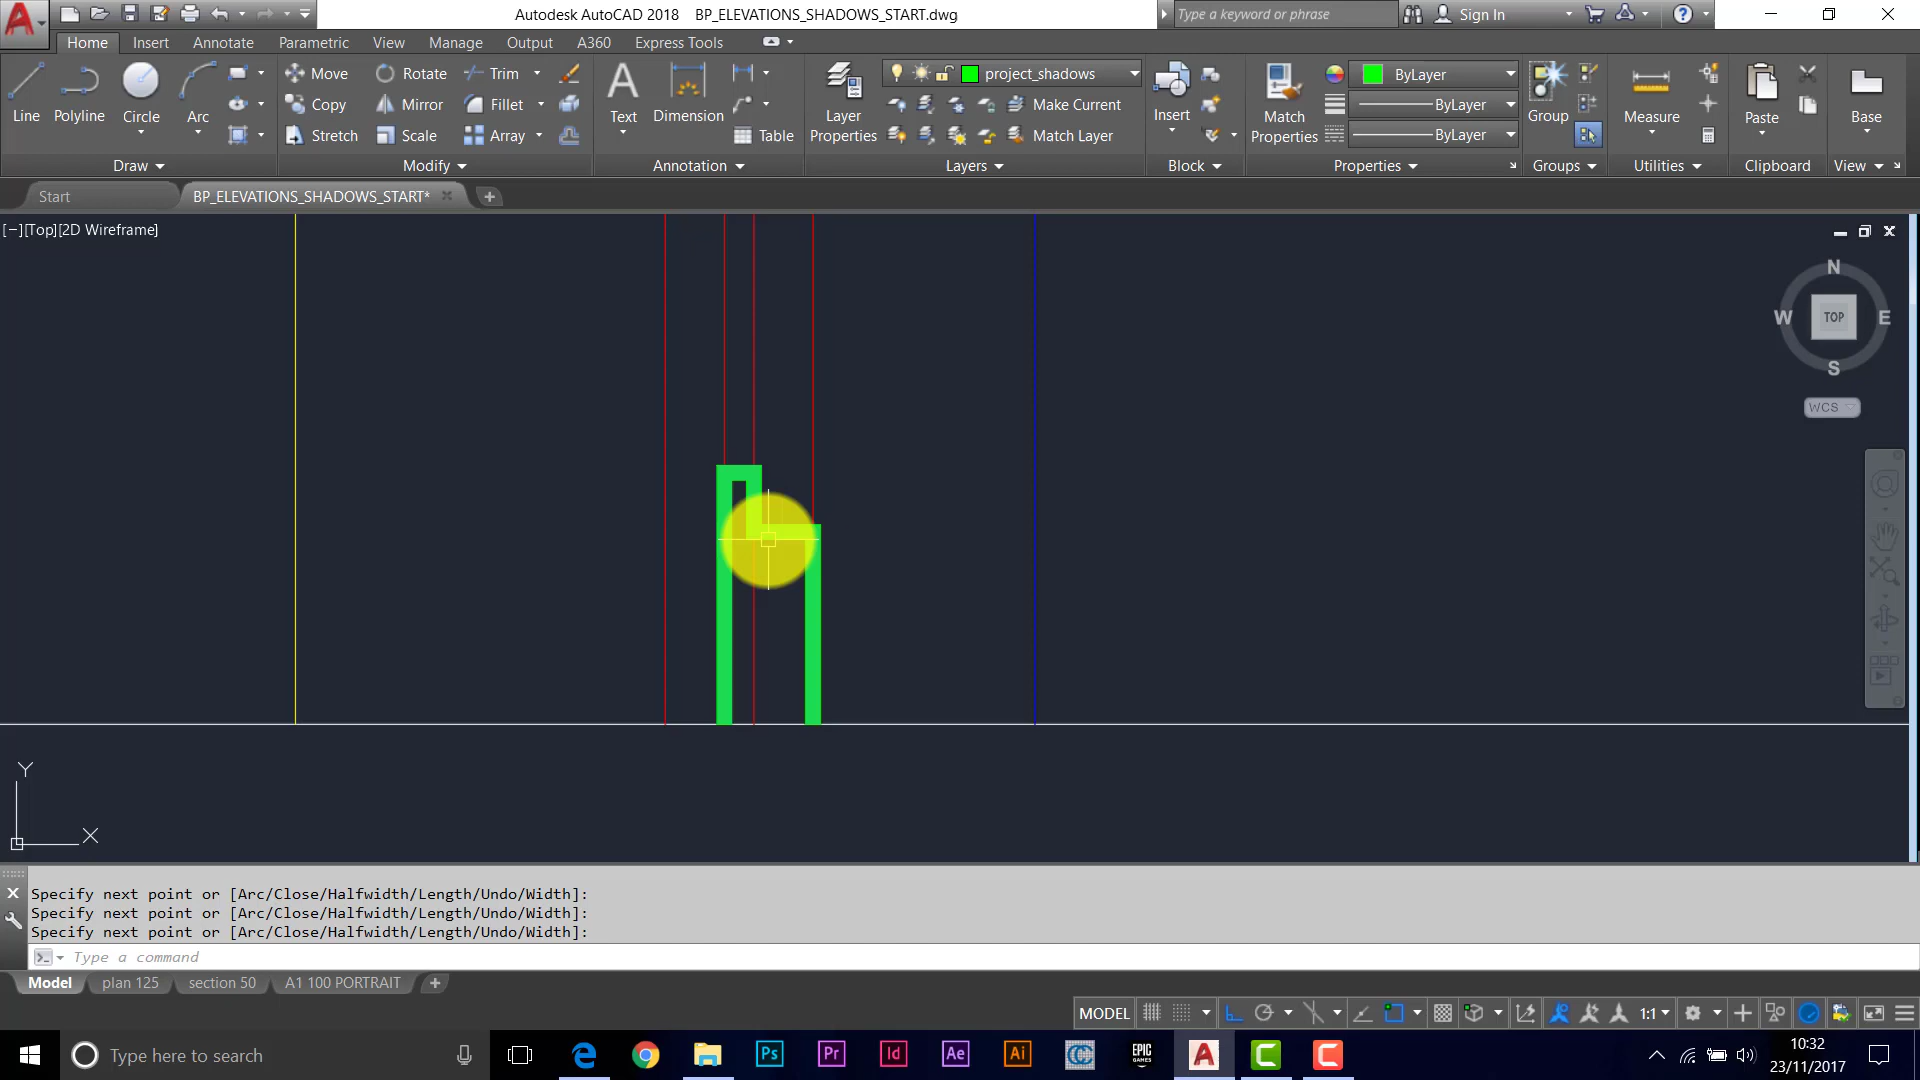 Autodesk AutoCAD 2018 BP_ELEVATIONS_SHADOWS_START.dwg
Type a keyword or phrase
Sign In
Home Insert Annotate Parametric View Manage Output A360 Express Tools
Line
Polyline
Circle
Arc
Draw
Move Rotate Trim
Copy Mirror Fillet
Stretch Scale Array
Modify
Text
Dimension
Table
Annotation
Layer
Properties
project_shadows
Make Current
Match Layer
Layers
Insert
Block
Match
Properties
ByLayer
ByLayer
ByLayer
Properties
Group
Groups
Measure
Utilities
Paste
Clipboard
Base
View
Start BP_ELEVATIONS_SHADOWS_START*
[−][Top][2D Wireframe]
N
W TOP E
S
WCS
Y
X
Specify next point or [Arc/Close/Halfwidth/Length/Undo/Width]:
Specify next point or [Arc/Close/Halfwidth/Length/Undo/Width]:
Specify next point or [Arc/Close/Halfwidth/Length/Undo/Width]:
Type a command
Model plan 125 section 50 A1 100 PORTRAIT
MODEL 1:1
Type here to search
Ps Pr Id Ae Ai
EPIC
GAMES
A
10:32
23/11/2017